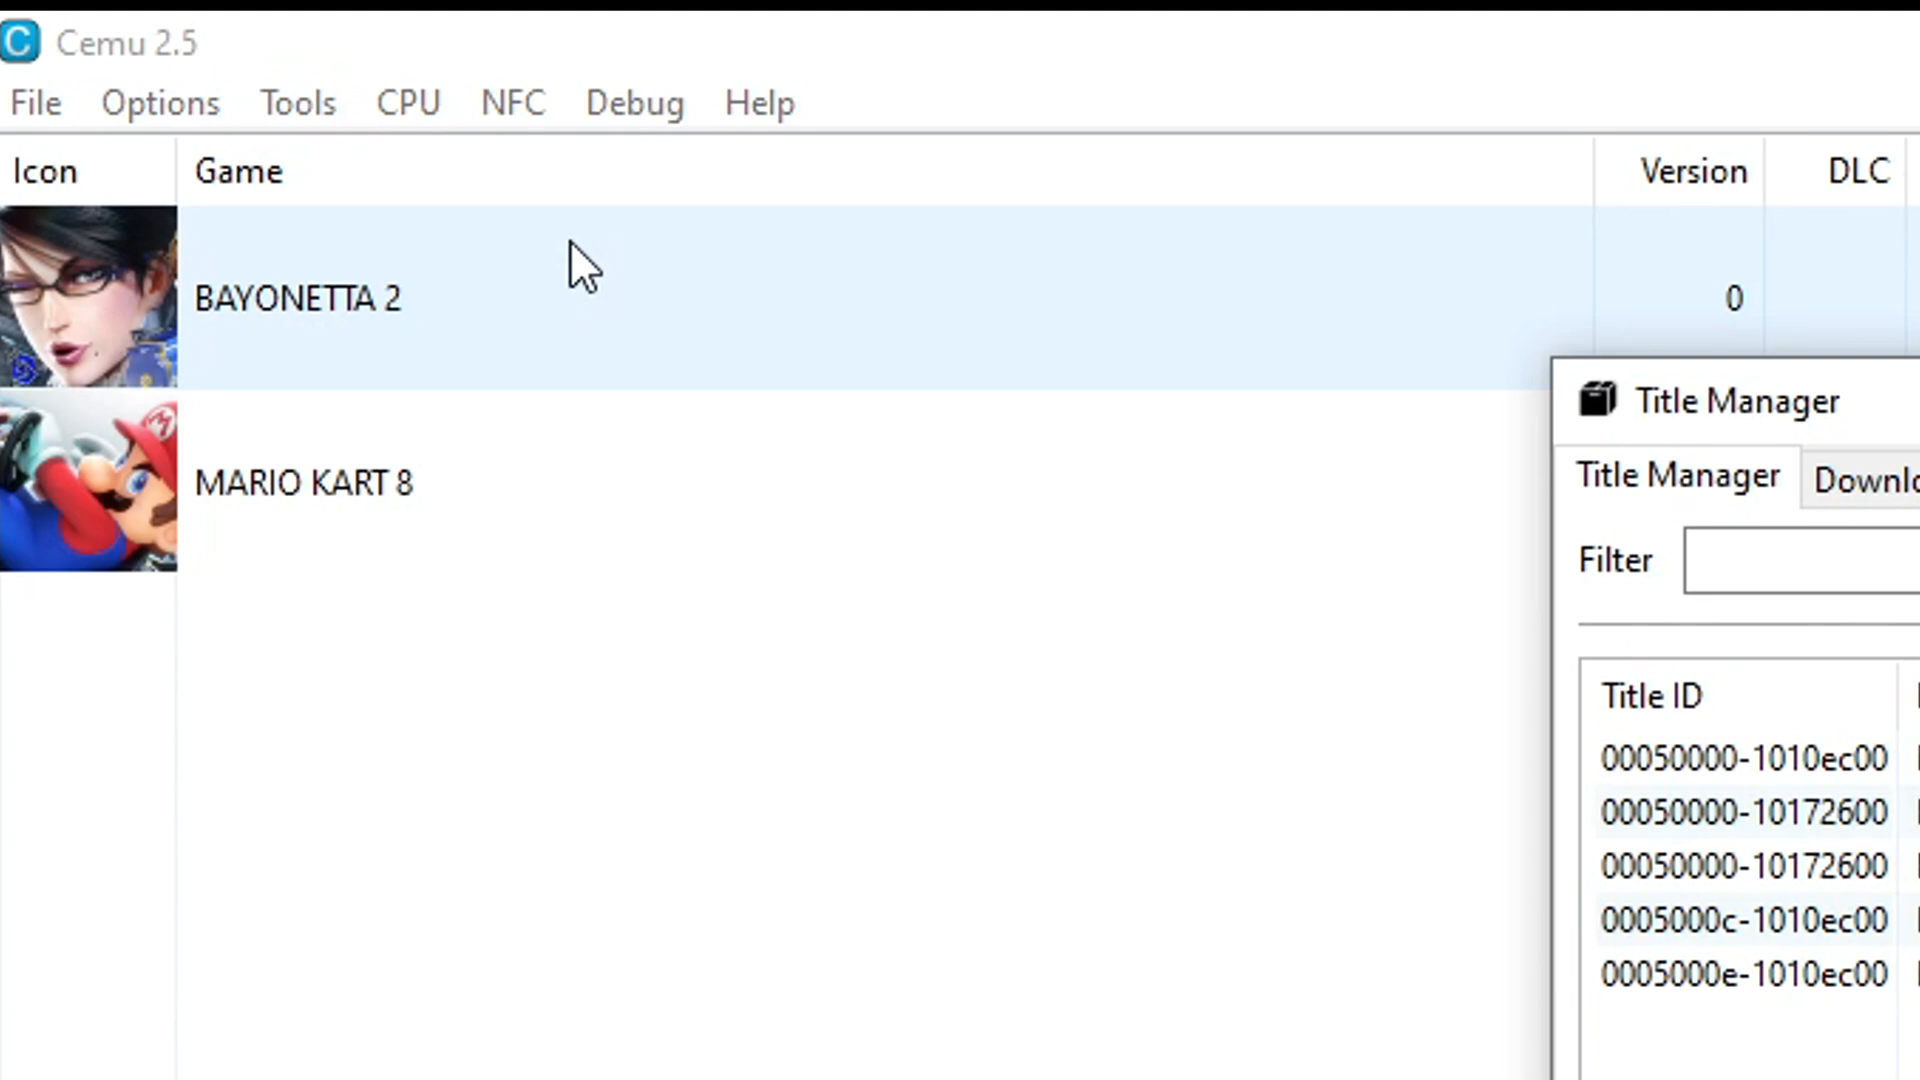 Cemu 2.5
File Options Tools CPU NFC Debug Help
Icon Game Version DLC
BAYONETTA 2 0
MARIO KART 8
Title Manager
Title Manager
Filter
Title ID
00050000-1010ec00
00050000-10172600
00050000-10172600
0005000c-1010ec00
0005000e-1010ec00